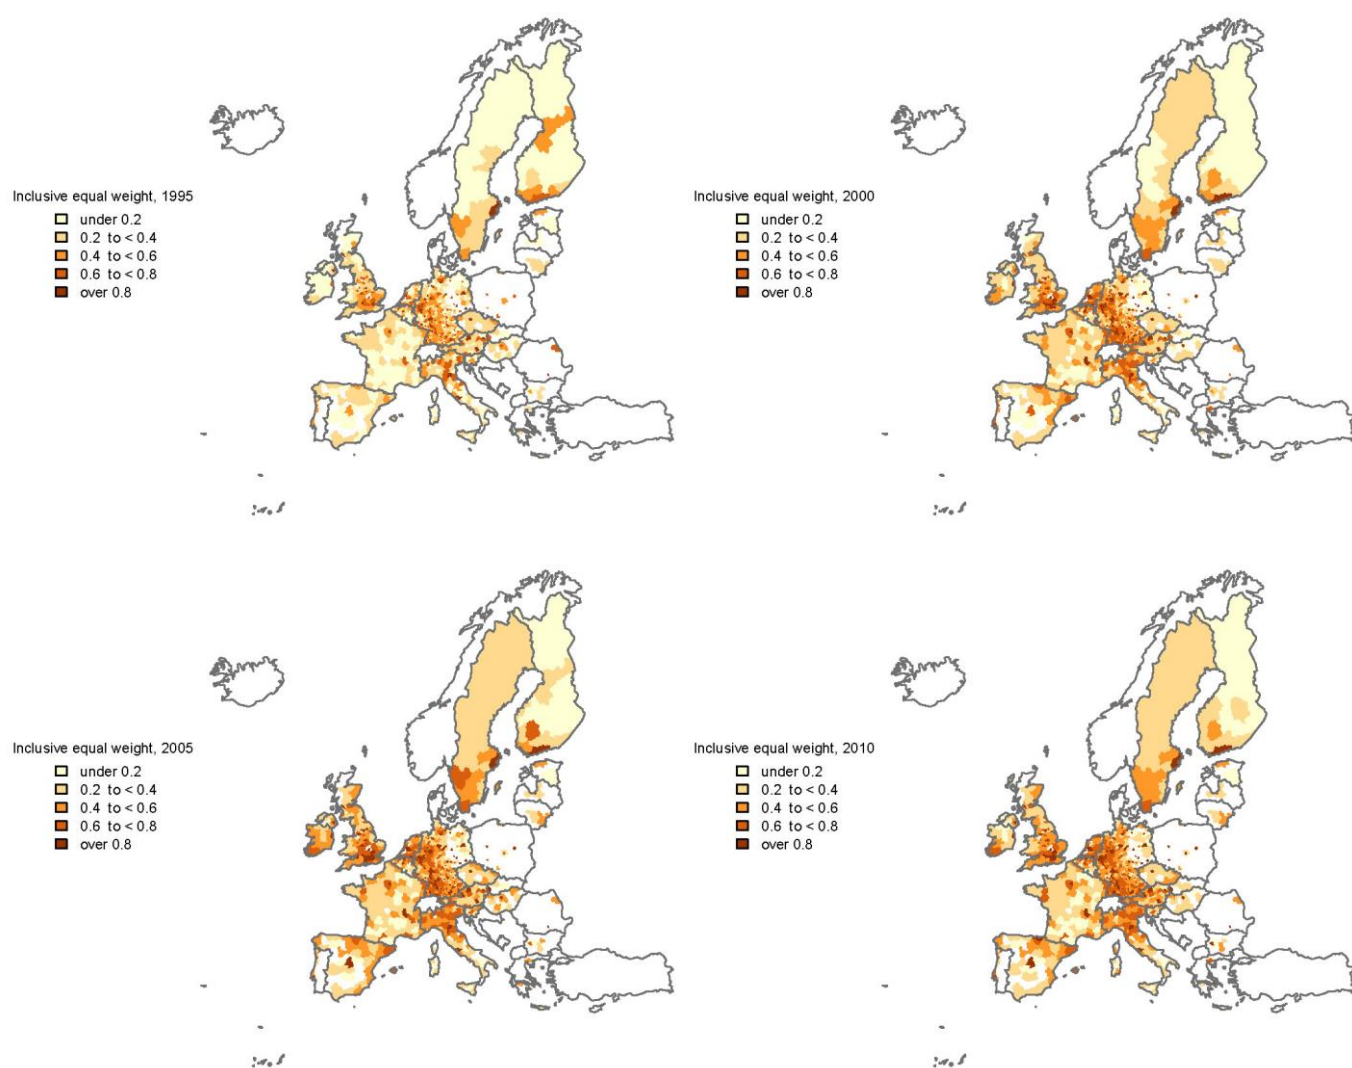 Inclusive equal weight, 1995
under 0.2
0.2 to < 0.4
0.4 to < 0.6
0.6 to < 0.8
over 0.8
Inclusive equal weight, 2000
under 0.2
0.2 to < 0.4
0.4 to < 0.6
0.6 to < 0.8
over 0.8
Inclusive equal weight, 2005
under 0.2
0.2 to < 0.4
0.4 to < 0.6
0.6 to < 0.8
over 0.8
Inclusive equal weight, 2010
under 0.2
0.2 to < 0.4
0.4 to < 0.6
0.6 to < 0.8
over 0.8